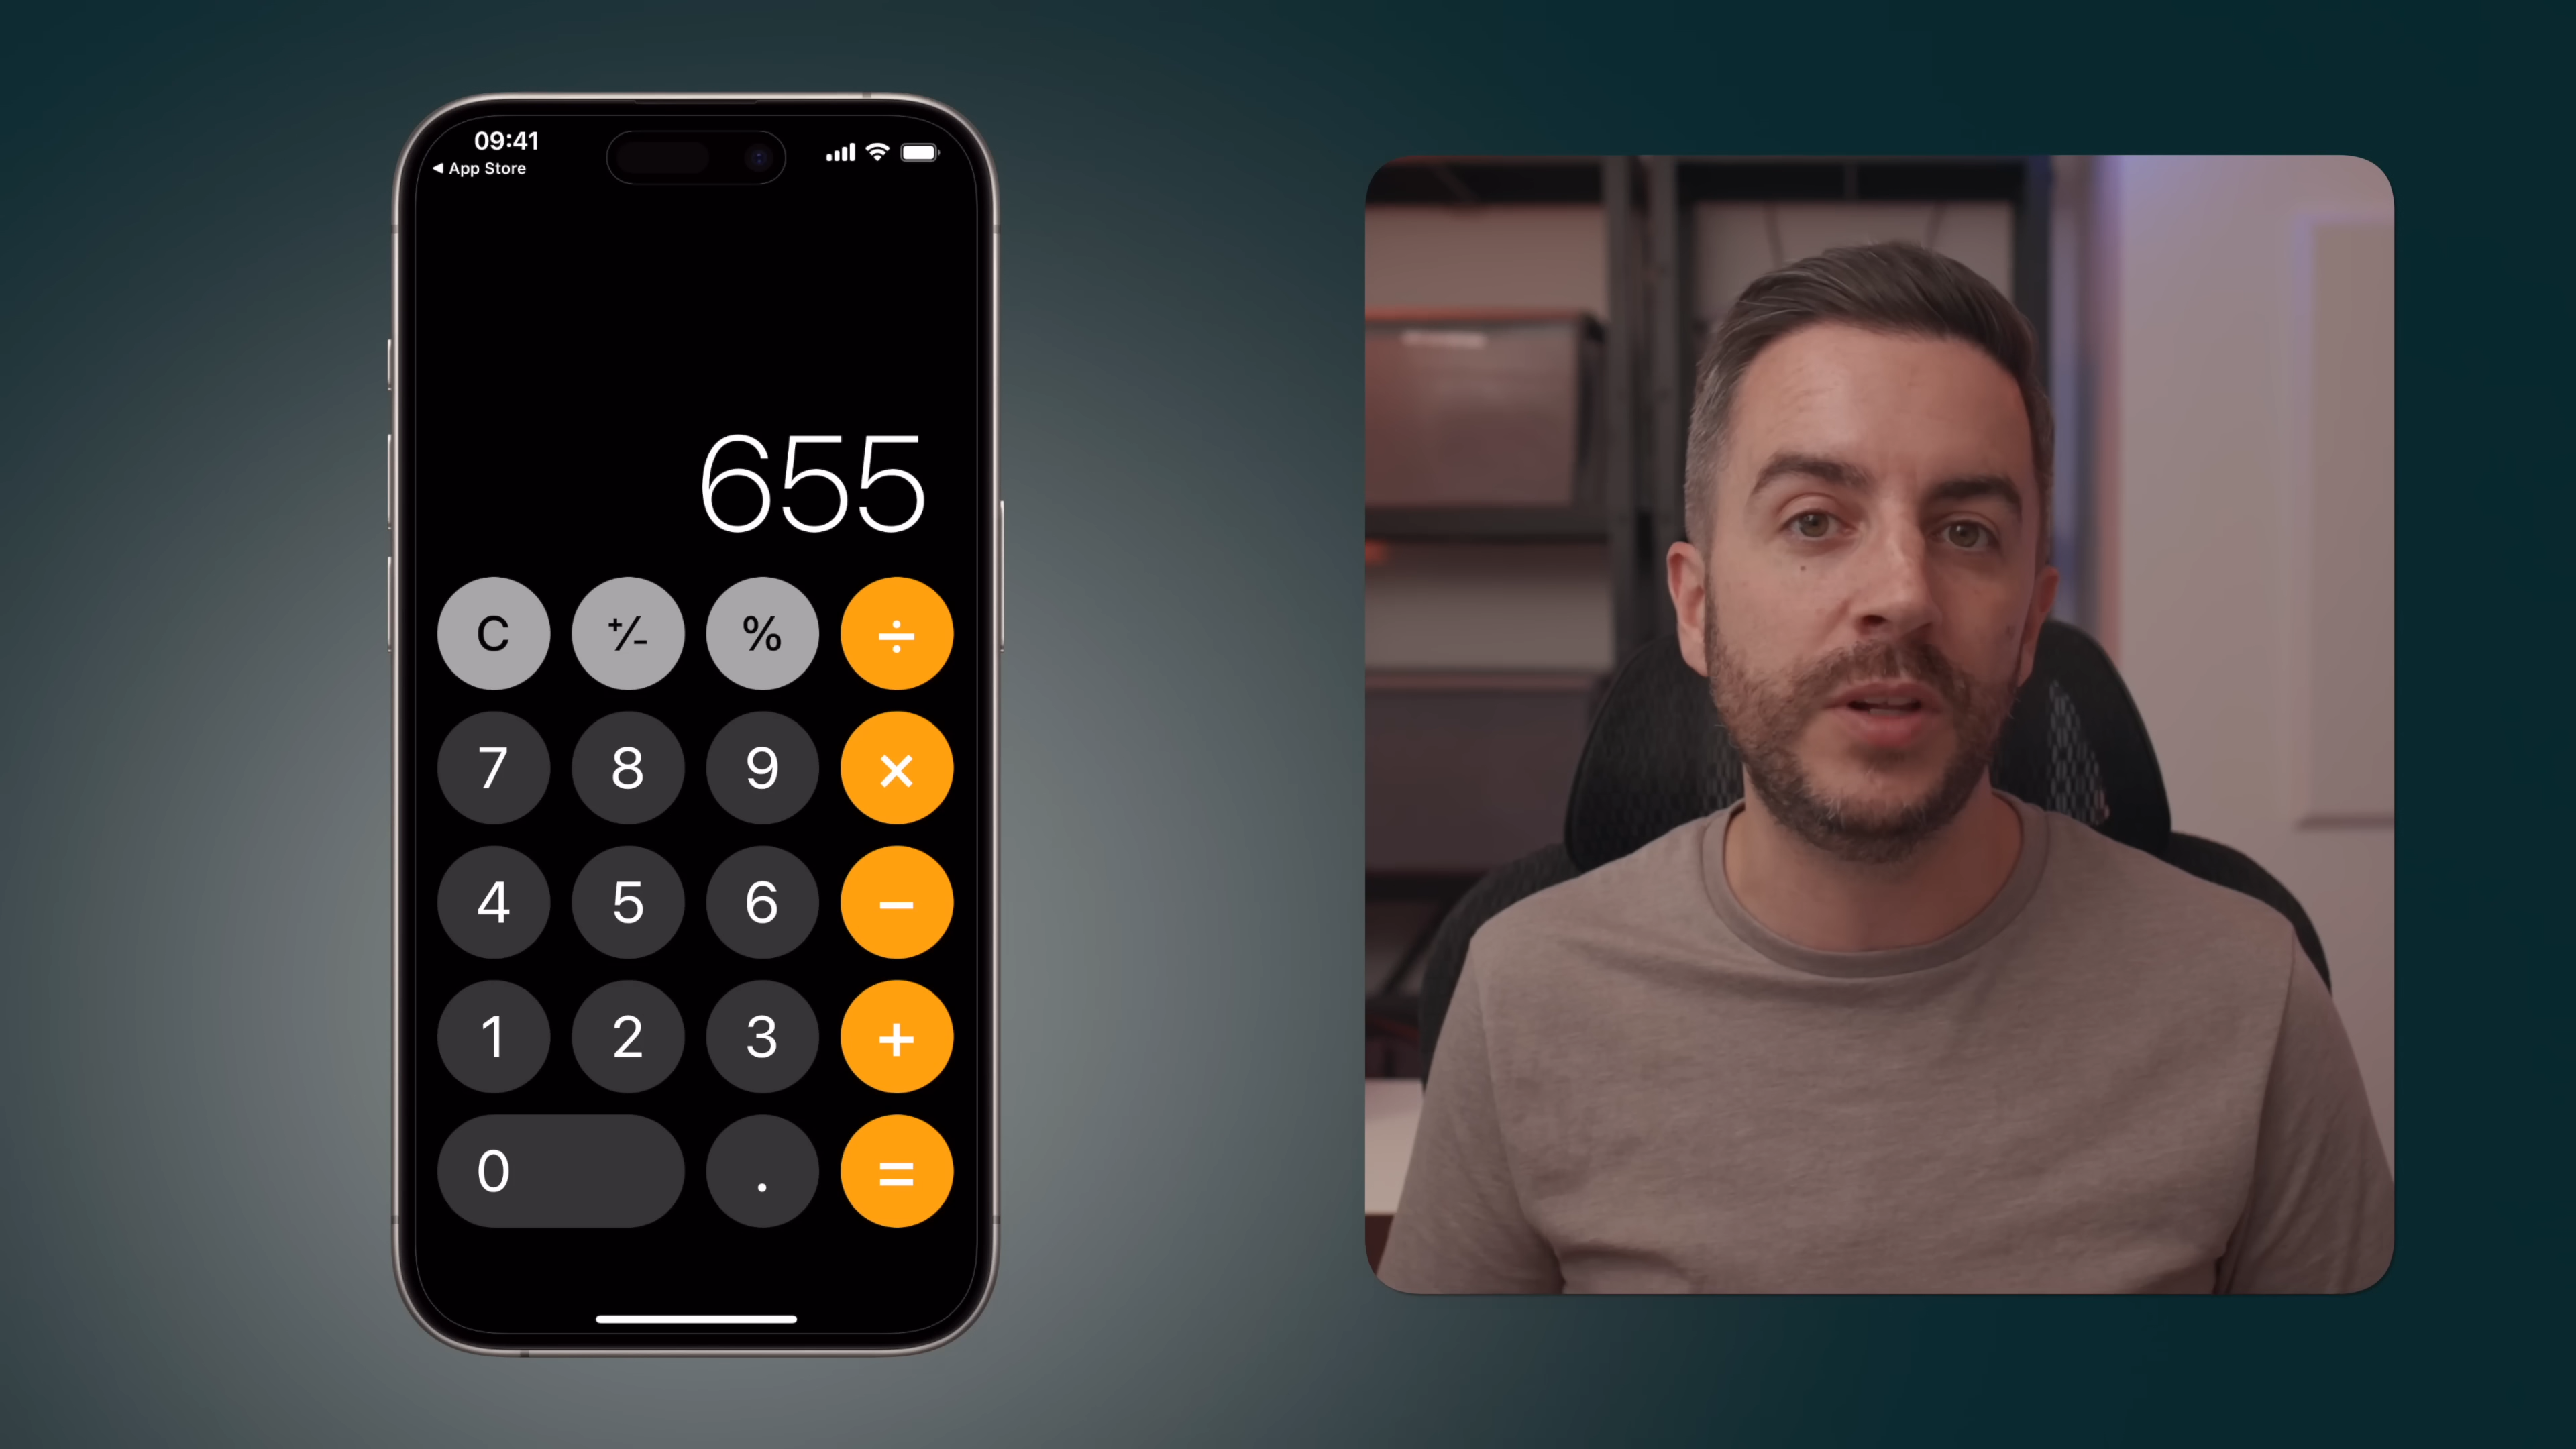 09:41
◀ App Store
655
C +/- % ÷
7 8 9 ×
4 5 6 −
1 2 3 +
0 . =